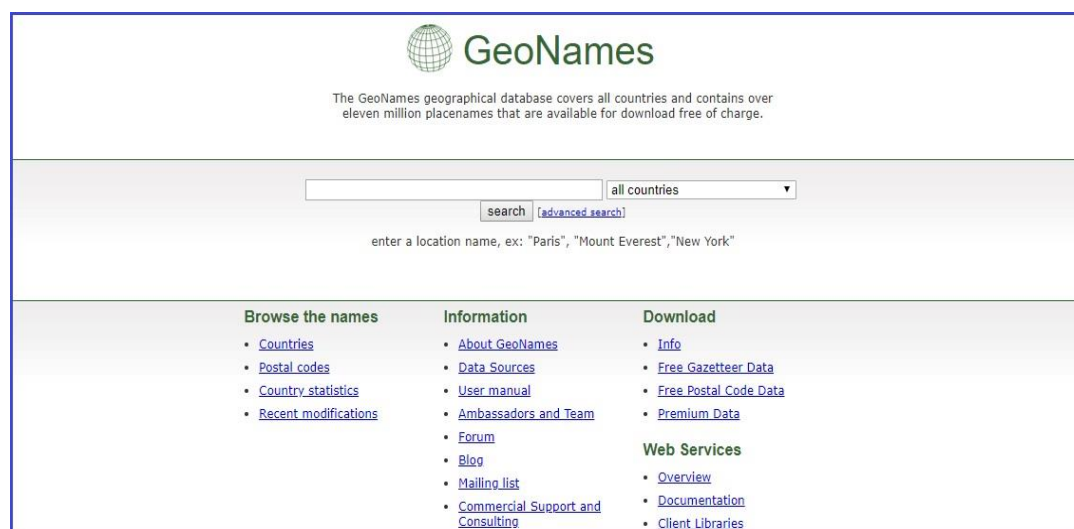 GeoNames
The GeoNames geographical database covers all countries and contains over
eleven million placenames that are available for download free of charge.
all countries
search [advanced search]
enter a location name, ex: "Paris", "Mount Everest","New York"
Browse the names
Countries
Postal codes
Country statistics
Recent modifications
Information
About GeoNames
Data Sources
User manual
Ambassadors and Team
Forum
Blog
Mailing list
Commercial Support and
Consulting
Download
Info
Free Gazetteer Data
Free Postal Code Data
Premium Data
Web Services
Overview
Documentation
Client Libraries